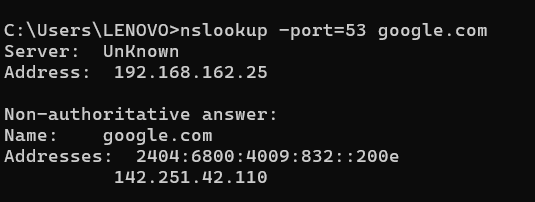 C:\Users\LENOVO>nslookup -port=53 google.com
Server:  UnKnown
Address:  192.168.162.25

Non-authoritative answer:
Name:    google.com
Addresses:  2404:6800:4009:832::200e
          142.251.42.110